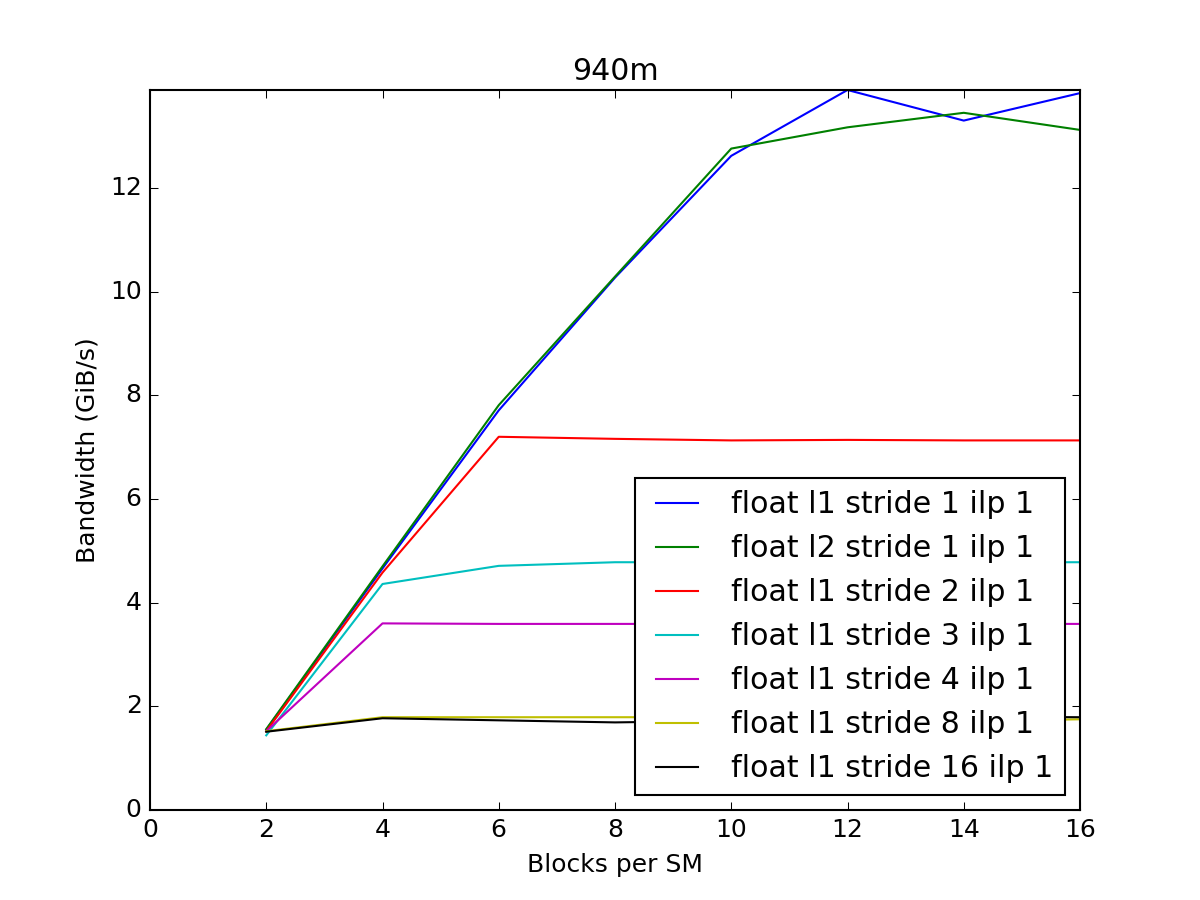 940m
Bandwidth (GiB/s)
12
10
8
6
4
2
0
float l1 stride 1 ilp 1
float l2 stride 1 ilp 1
float l1 stride 2 ilp 1
float l1 stride 3 ilp 1
float l1 stride 4 ilp 1
float l1 stride 8 ilp 1
float l1 stride 16 ilp 1
0 2 4 6 8 10 12 14 16
Blocks per SM